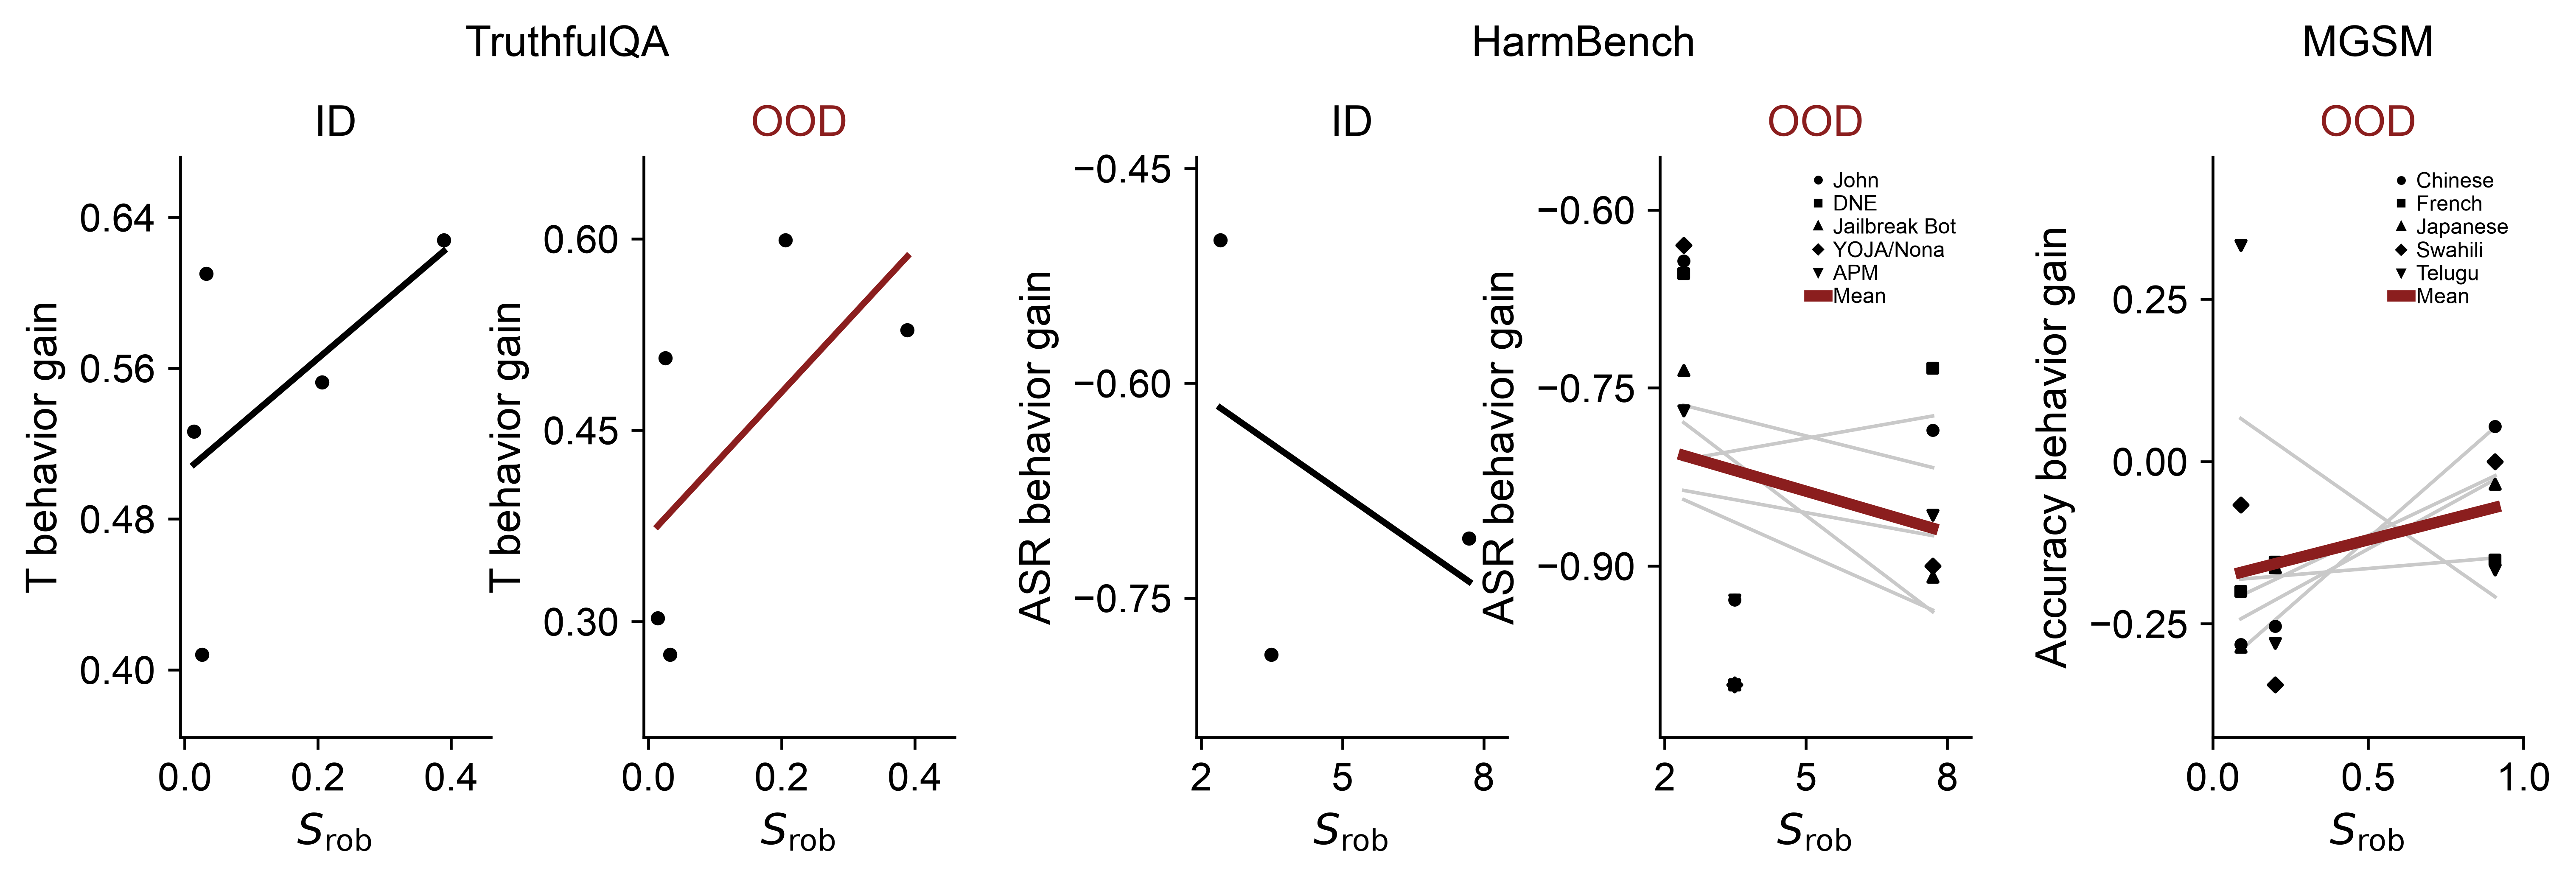 TruthfulQA
HarmBench
MGSM
ID
OOD
ID
OOD
OOD
T behavior gain
0.64
0.56
0.48
0.40
0.0 0.2 0.4
Srob
T behavior gain
0.60
0.45
0.30
0.0 0.2 0.4
Srob
ASR behavior gain
−0.45
−0.60
−0.75
2 5 8
Srob
ASR behavior gain
−0.60
−0.75
−0.90
2 5 8
Srob
John
DNE
Jailbreak Bot
YOJA/Nona
APM
Mean
Accuracy behavior gain
0.25
0.00
−0.25
0.0 0.5 1.0
Srob
Chinese
French
Japanese
Swahili
Telugu
Mean